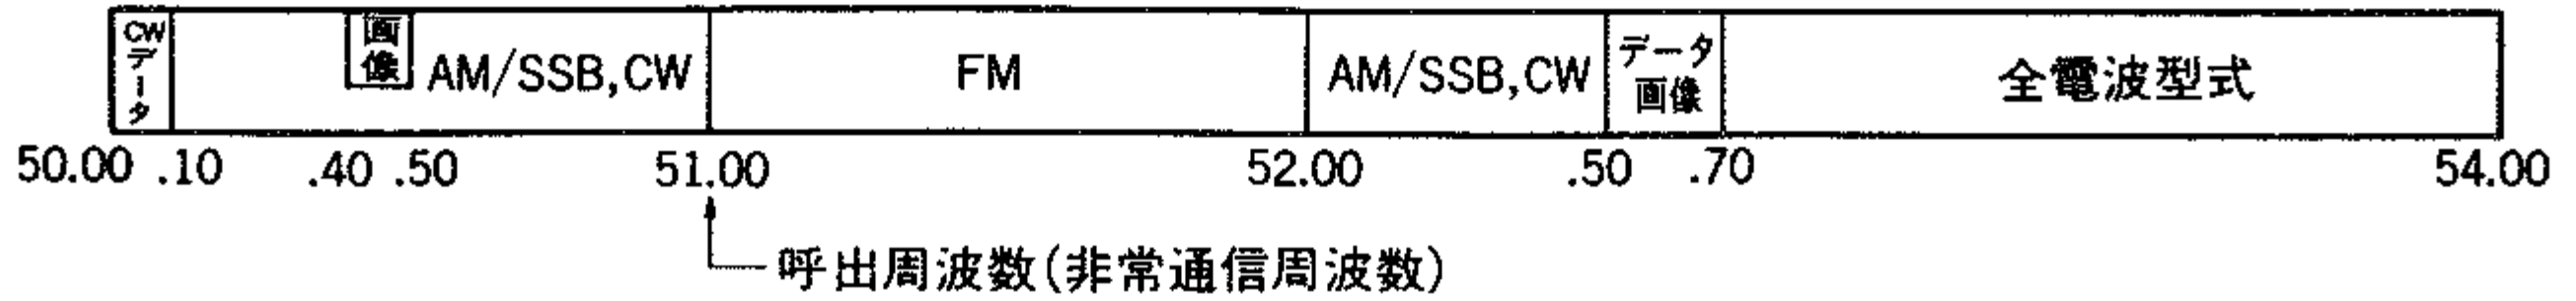 CW データ
画像
AM/SSB,CW
FM
AM/SSB,CW
データ
画像
全電波型式
50.00 .10 .40 .50 51.00 52.00 .50 .70 54.00
呼出周波数(非常通信周波数)